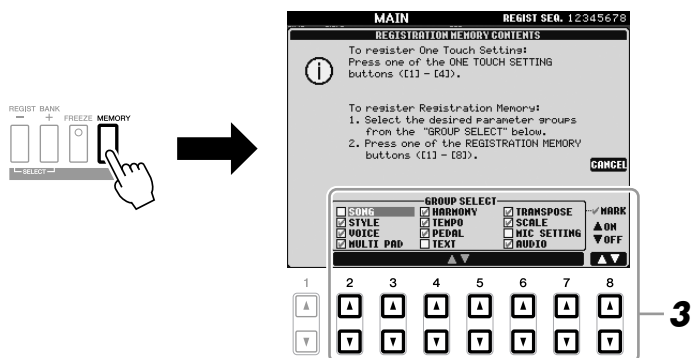 REGIST BANK
− + FREEZE MEMORY
SELECT
MAIN REGIST SEQ. 12345678
REGISTRATION MEMORY CONTENTS
To register One Touch Setting:
Press one of the ONE TOUCH SETTING
buttons ([1] – [4]).
To register Registration Memory:
1. Select the desired parameter groups
from the "GROUP SELECT" below.
2. Press one of the REGISTRATION MEMORY
buttons ([1] – [8]).
CANCEL
GROUP SELECT
SONG HARMONY TRANSPOSE MARK
STYLE TEMPO SCALE ▲ON
VOICE PEDAL MIC SETTING ▼OFF
MULTI PAD TEXT AUDIO
1 2 3 4 5 6 7 8
3